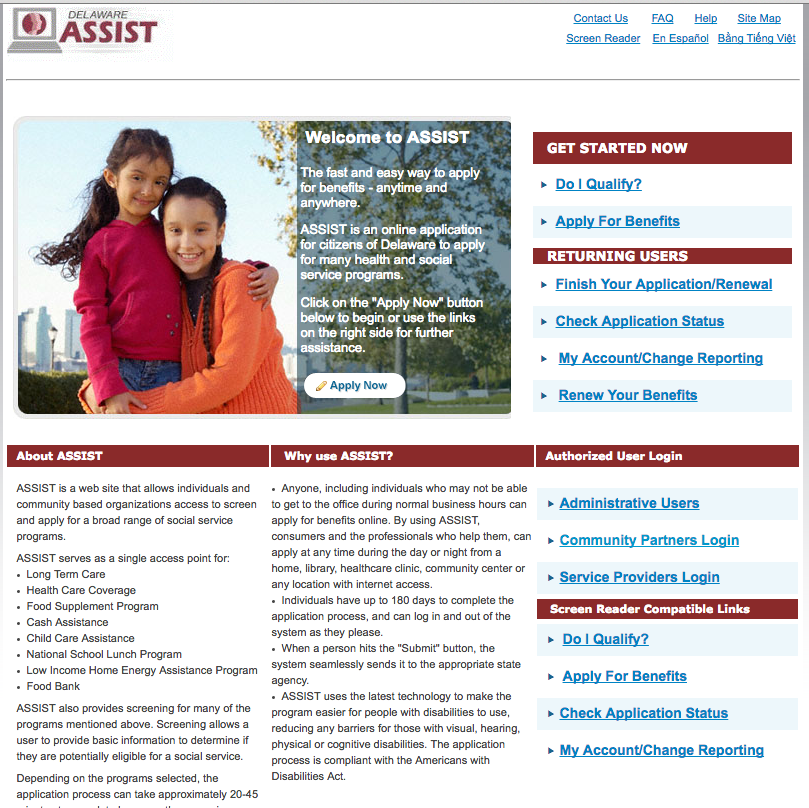 DELAWARE
ASSIST
Contact Us FAQ Help Site Map
Screen Reader En Español Bằng Tiếng Việt
Welcome to ASSIST
The fast and easy way to apply
for benefits - anytime and
anywhere.
ASSIST is an online application
for citizens of Delaware to apply
for many health and social
service programs.
Click on the "Apply Now" button
below to begin or use the links
on the right side for further
assistance.
Apply Now
GET STARTED NOW
Do I Qualify?
Apply For Benefits
RETURNING USERS
Finish Your Application/Renewal
Check Application Status
My Account/Change Reporting
Renew Your Benefits
About ASSIST
ASSIST is a web site that allows individuals and
community based organizations access to screen
and apply for a broad range of social service
programs.
ASSIST serves as a single access point for:
• Long Term Care
• Health Care Coverage
• Food Supplement Program
• Cash Assistance
• Child Care Assistance
• National School Lunch Program
• Low Income Home Energy Assistance Program
• Food Bank
ASSIST also provides screening for many of the
programs mentioned above. Screening allows a
user to provide basic information to determine if
they are potentially eligible for a social service.
Depending on the programs selected, the
application process can take approximately 20-45
Why use ASSIST?
• Anyone, including individuals who may not be able
to get to the office during normal business hours can
apply for benefits online. By using ASSIST,
consumers and the professionals who help them, can
apply at any time during the day or night from a
home, library, healthcare clinic, community center or
any location with internet access.
• Individuals have up to 180 days to complete the
application process, and can log in and out of the
system as they please.
• When a person hits the "Submit" button, the
system seamlessly sends it to the appropriate state
agency.
• ASSIST uses the latest technology to make the
program easier for people with disabilities to use,
reducing any barriers for those with visual, hearing,
physical or cognitive disabilities. The application
process is compliant with the Americans with
Disabilities Act.
Authorized User Login
Administrative Users
Community Partners Login
Service Providers Login
Screen Reader Compatible Links
Do I Qualify?
Apply For Benefits
Check Application Status
My Account/Change Reporting